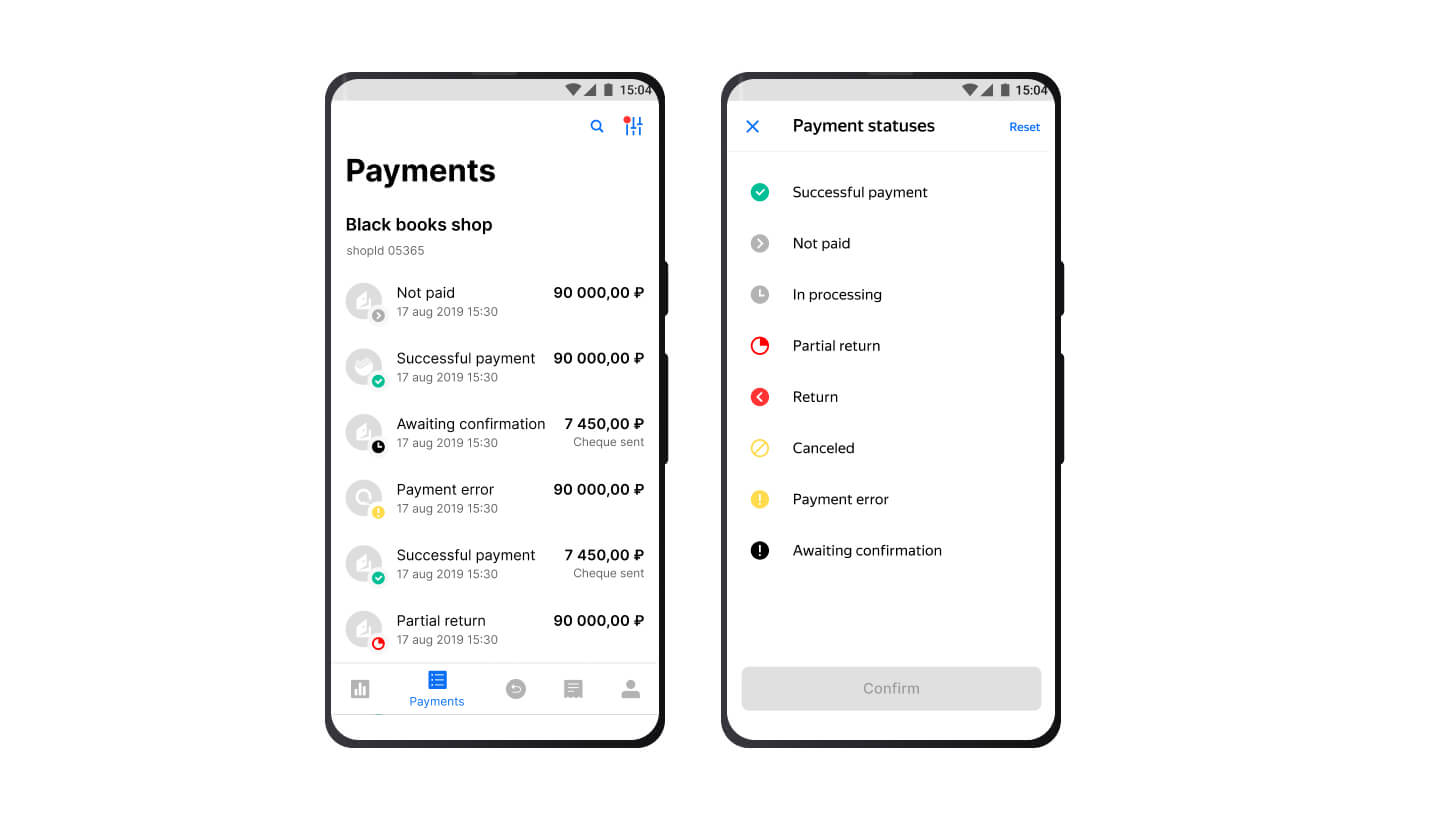 15:04
Payments
Black books shop
shopId 05365
Not paid 90 000,00 ₽
17 aug 2019 15:30
Successful payment 90 000,00 ₽
17 aug 2019 15:30
Awaiting confirmation 7 450,00 ₽
17 aug 2019 15:30 Cheque sent
Payment error 90 000,00 ₽
17 aug 2019 15:30
Successful payment 7 450,00 ₽
17 aug 2019 15:30 Cheque sent
Partial return 90 000,00 ₽
17 aug 2019 15:30
Payments
15:04
Payment statuses Reset
Successful payment
Not paid
In processing
Partial return
Return
Canceled
Payment error
Awaiting confirmation
Confirm